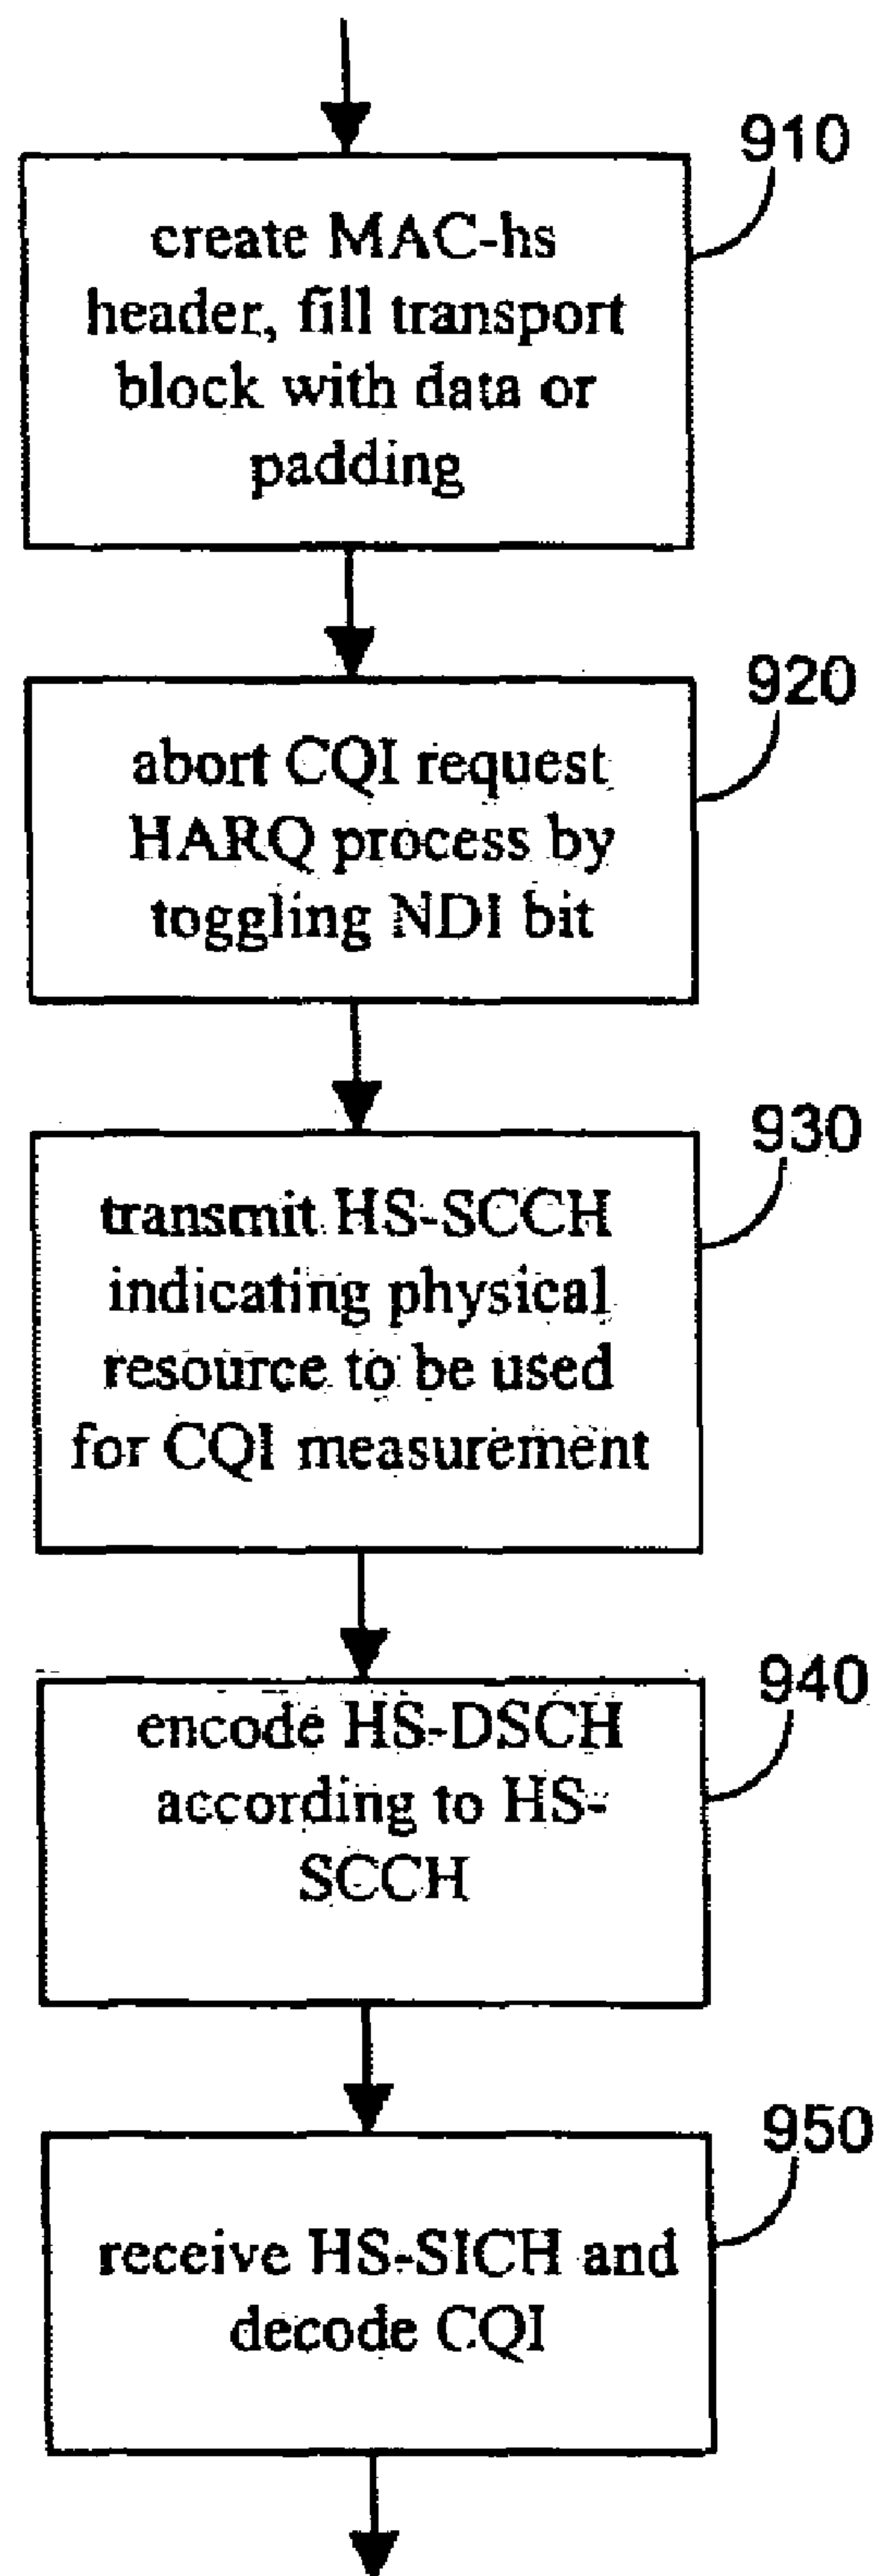 910
create MAC-hs
header, fill transport
block with data or
padding
920
abort CQI request
HARQ process by
toggling NDI bit
930
transmit HS-SCCH
indicating physical
resource to be used
for CQI measurement
940
encode HS-DSCH
according to HS-
SCCH
950
receive HS-SICH and
decode CQI